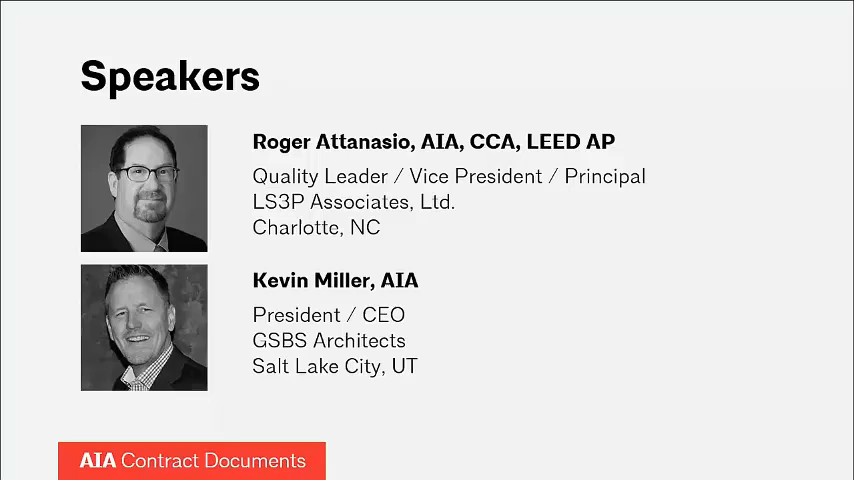 Speakers
Roger Attanasio, AIA, CCA, LEED AP
Quality Leader / Vice President / Principal
LS3P Associates, Ltd.
Charlotte, NC
Kevin Miller, AIA
President / CEO
GSBS Architects
Salt Lake City, UT
AIA Contract Documents